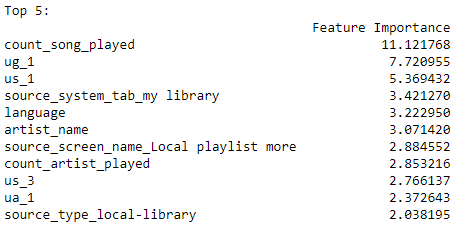 Top 5:
Feature Importance
count_song_played 11.121768
ug_1 7.720955
us_1 5.369432
source_system_tab_my library 3.421270
language 3.222950
artist_name 3.071420
source_screen_name_Local playlist more 2.884552
count_artist_played 2.853216
us_3 2.766137
ua_1 2.372643
source_type_local-library 2.038195